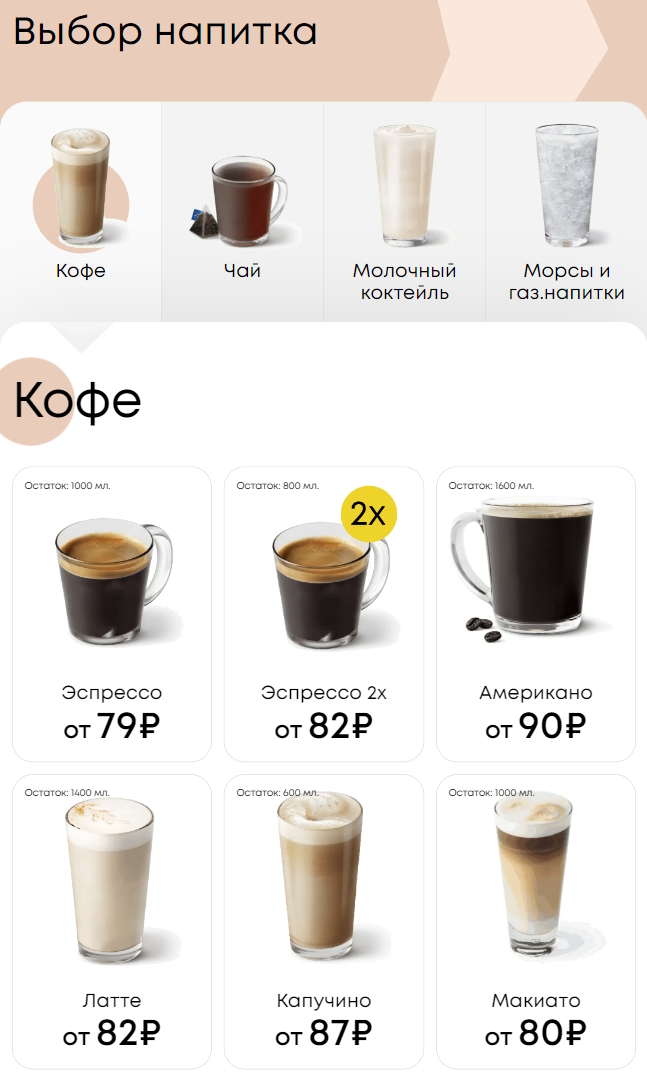 Выбор напитка
Кофе
Чай
Молочный
коктейль
Морсы и
газ.напитки
Кофе
Остаток: 1000 мл.
Остаток: 800 мл.
2x
Остаток: 1600 мл.
Эспрессо
Эспрессо 2x
Американо
от 79₽
от 82₽
от 90₽
Остаток: 1400 мл.
Остаток: 600 мл.
Остаток: 1000 мл.
Латте
Капучино
Макиато
от 82₽
от 87₽
от 80₽